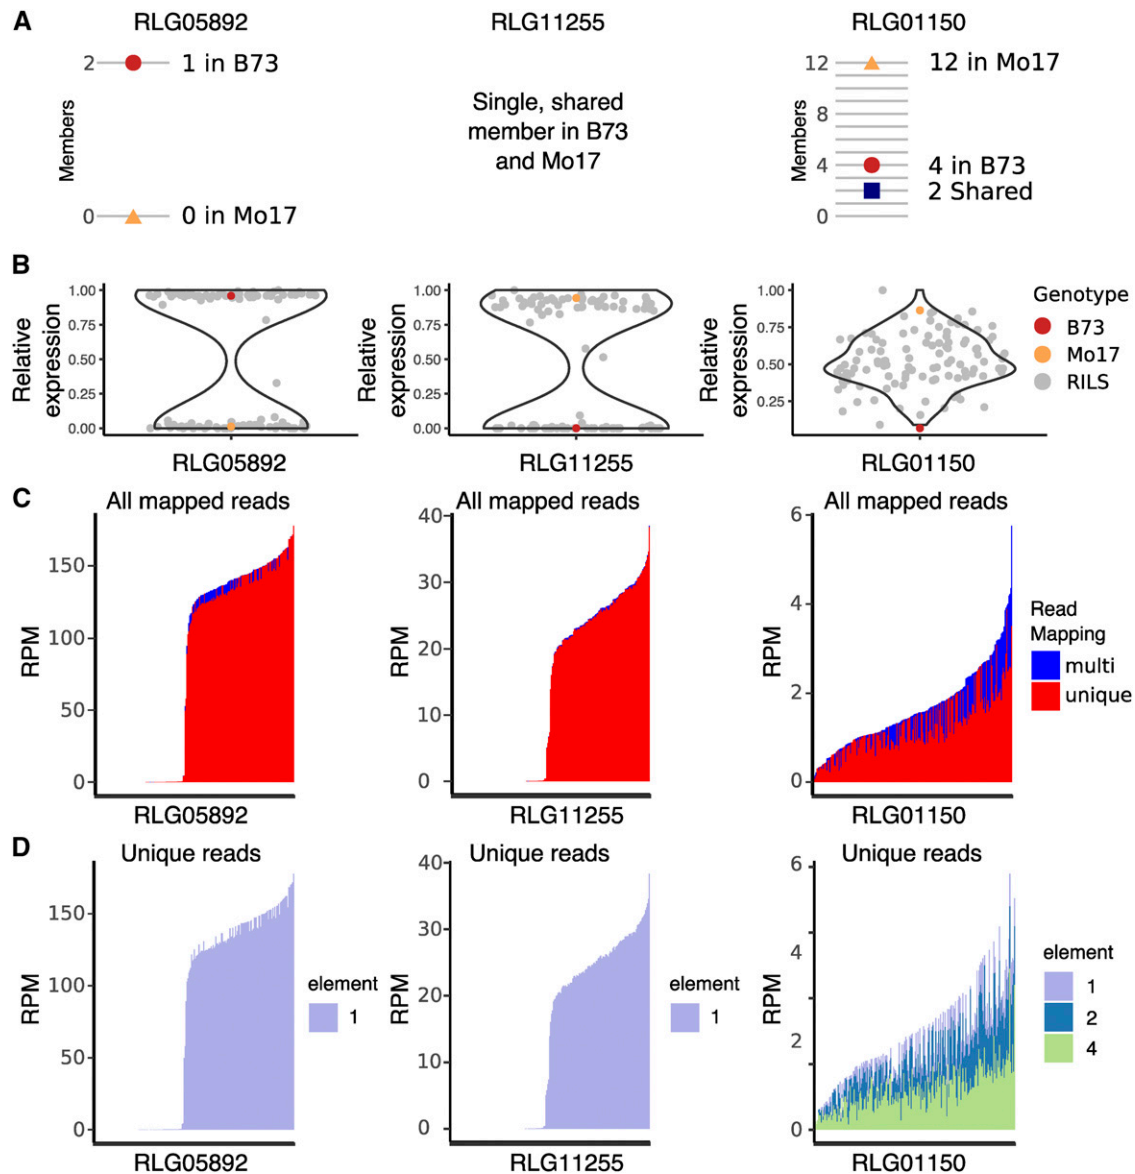 A
RLG05892
RLG11255
RLG01150
Members
2
1 in B73
0
0 in Mo17
Single, shared
member in B73
and Mo17
Members
12
8
4
0
12 in Mo17
4 in B73
2 Shared
B
Relative
expression
1.00
0.75
0.50
0.25
0.00
RLG05892
Relative
expression
1.00
0.75
0.50
0.25
0.00
RLG11255
Relative
expression
1.00
0.75
0.50
0.25
RLG01150
Genotype
B73
Mo17
RILS
C
All mapped reads
RPM
150
100
50
0
RLG05892
All mapped reads
RPM
40
30
20
10
0
RLG11255
All mapped reads
RPM
6
4
2
0
RLG01150
Read
Mapping
multi
unique
D
Unique reads
RPM
150
100
50
0
RLG05892
element
1
Unique reads
RPM
40
30
20
10
0
RLG11255
element
1
Unique reads
RPM
6
4
2
0
RLG01150
element
1
2
4